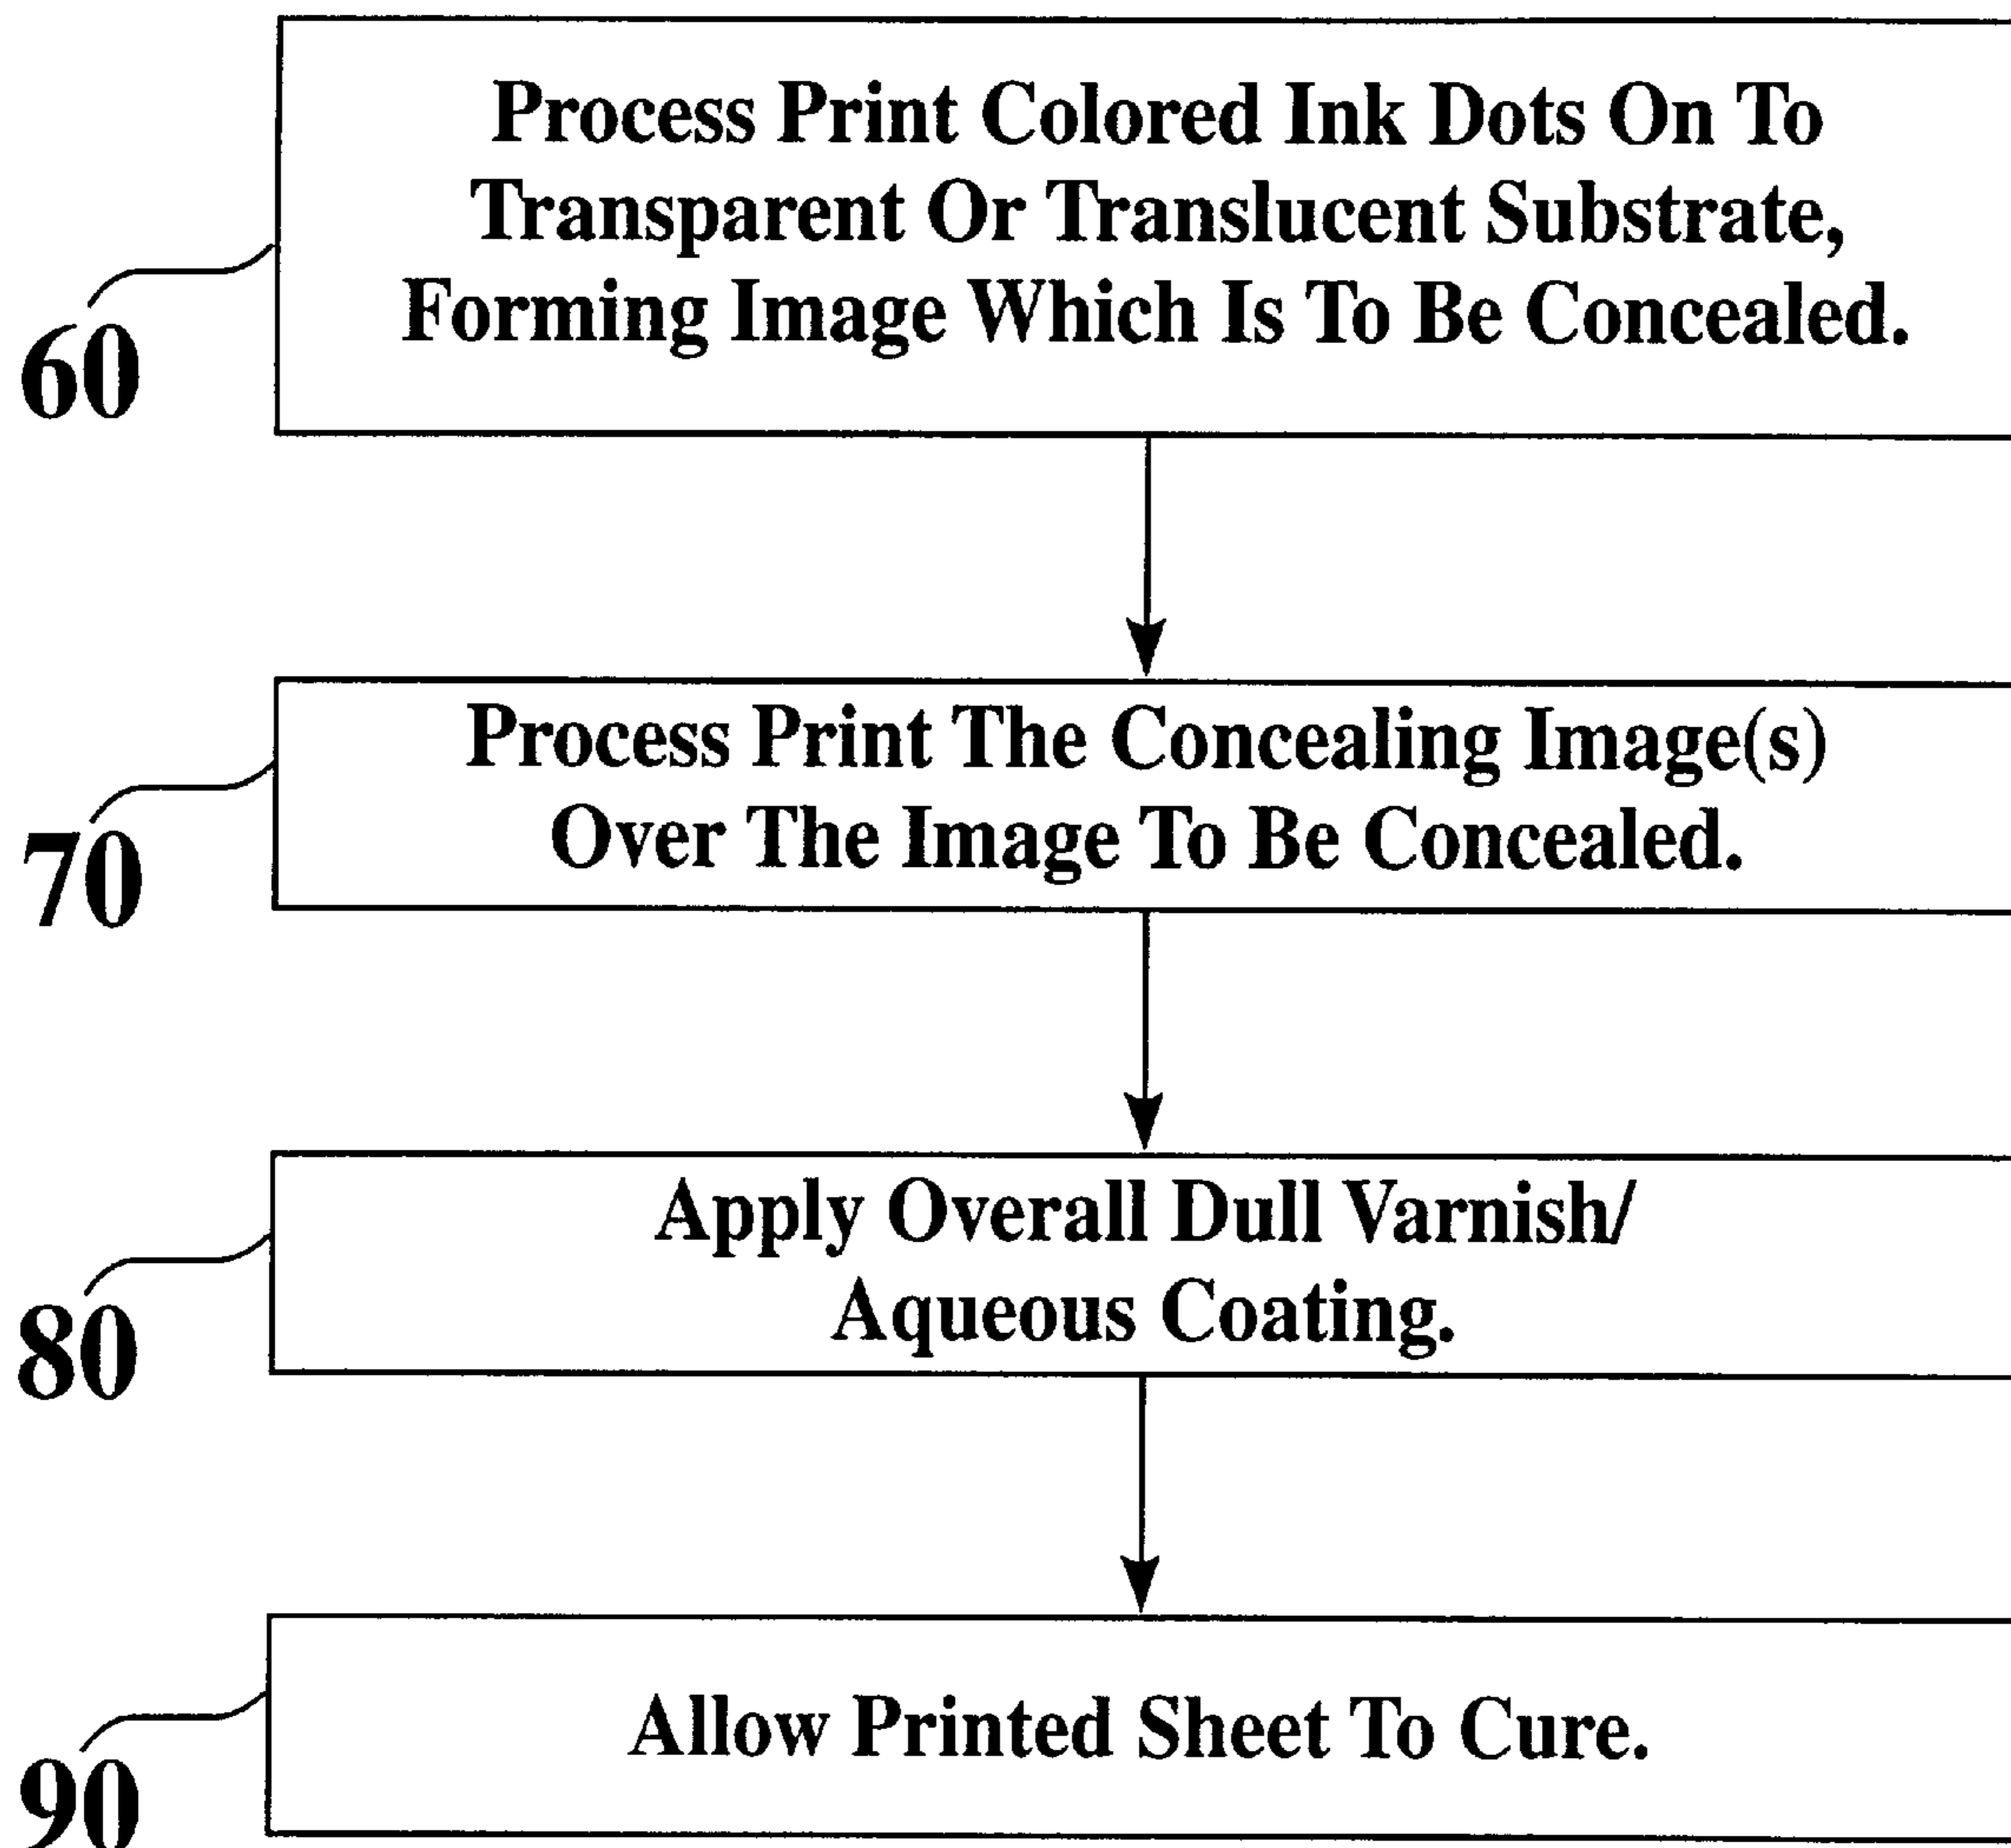 Process Print Colored Ink Dots On To
Transparent Or Translucent Substrate,
Forming Image Which Is To Be Concealed.
60
Process Print The Concealing Image(s)
Over The Image To Be Concealed.
70
Apply Overall Dull Varnish/
Aqueous Coating.
80
Allow Printed Sheet To Cure.
90